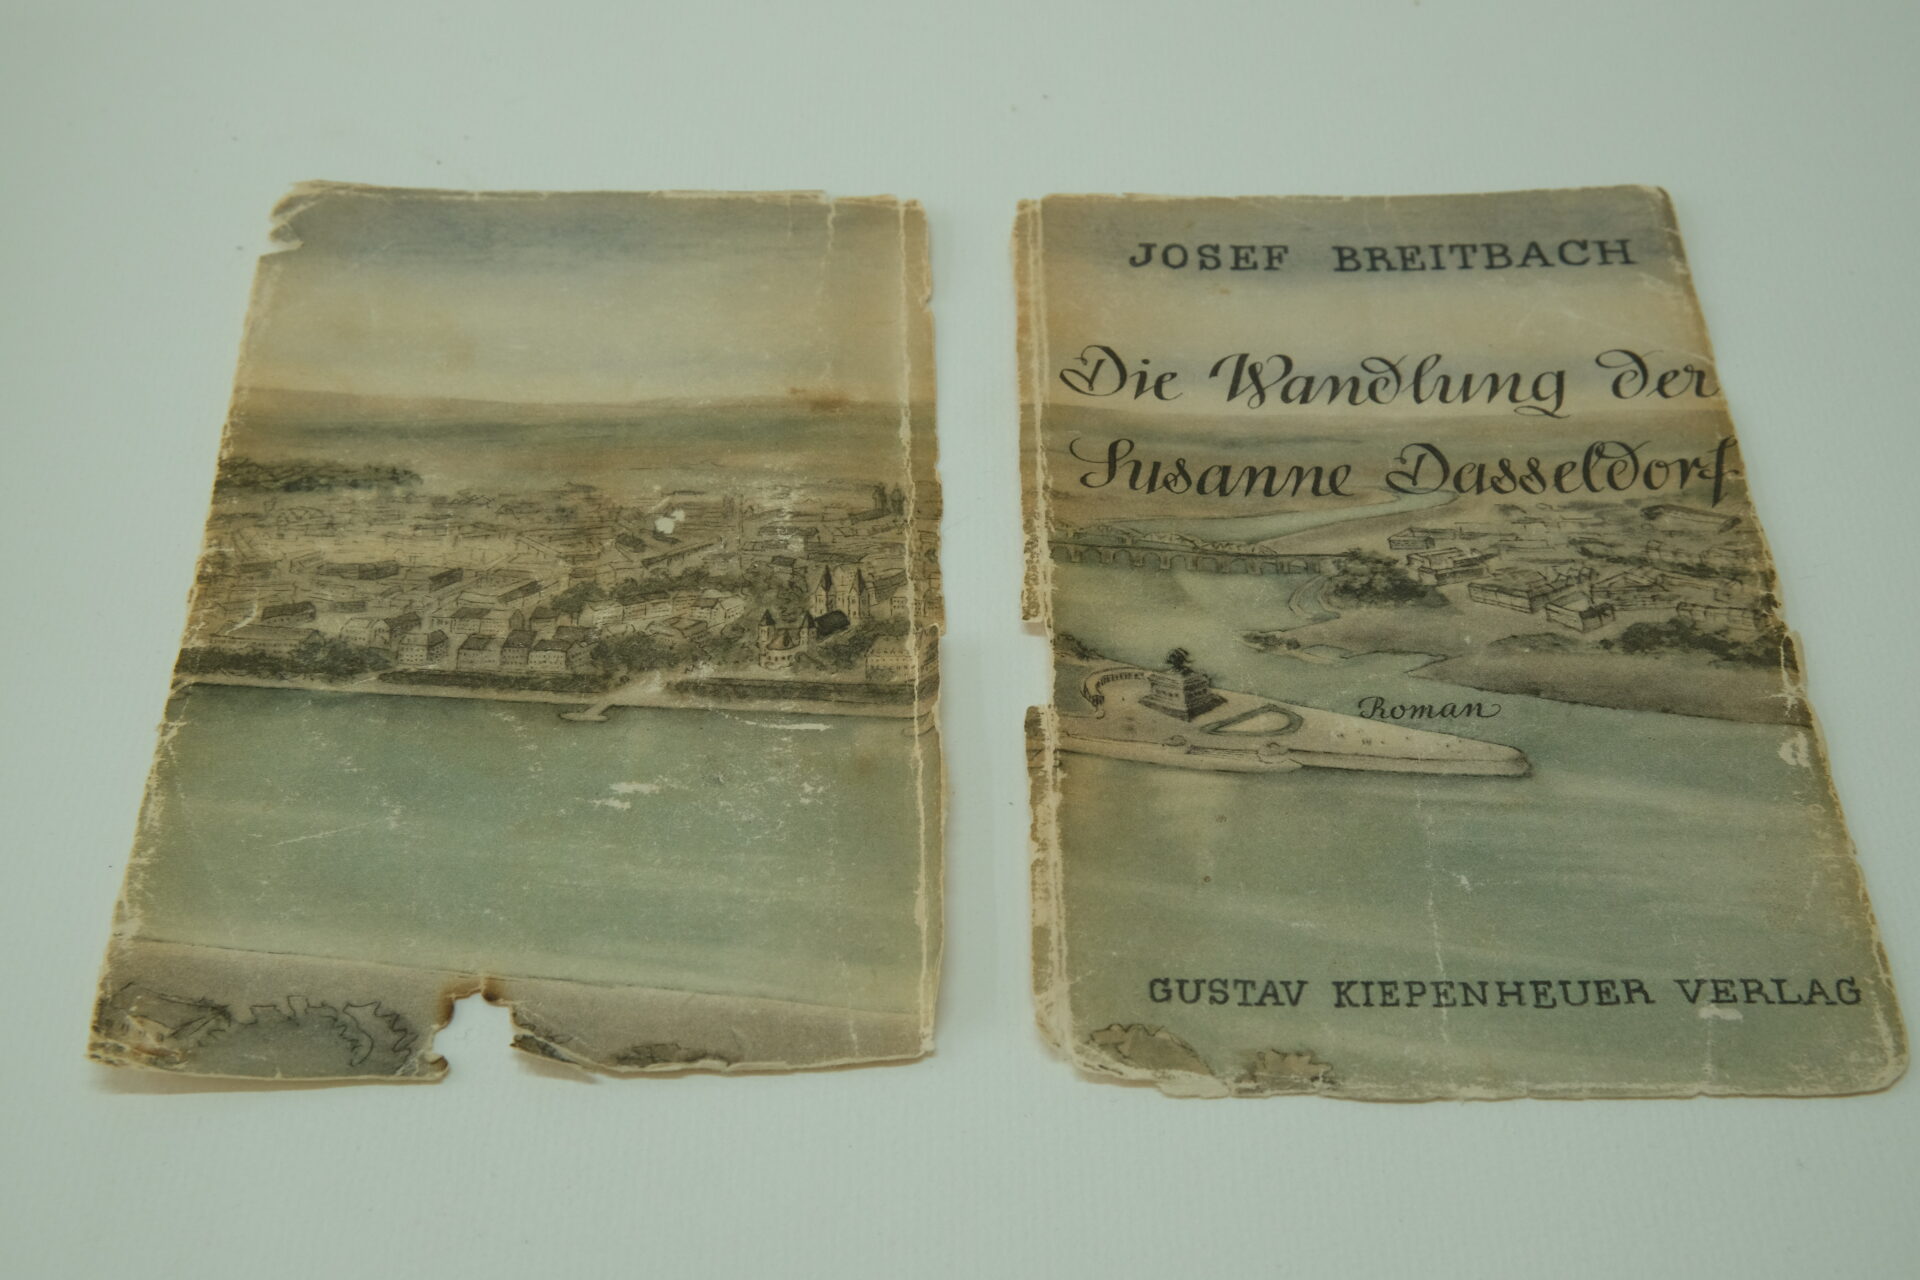 JOSEF BREITBACH
Die Wandlung der
Susanne Dasseldorf
Roman
GUSTAV KIEPENHEUER VERLAG